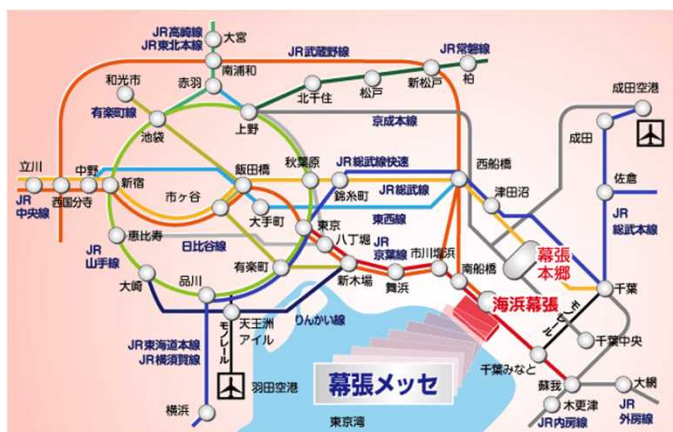 JR高崎線
JR東北本線
大宮
南浦和
JR武蔵野線
JR常磐線
和光市
有楽町線
赤羽
北千住
松戸
新松戸
柏
池袋
上野
京成本線
成田空港
成田
立川
西国分寺
中野
新宿
飯田橋
秋葉原
JR総武線快速
西船橋
佐倉
JR
中央線
市ヶ谷
錦糸町
JR総武線
津田沼
JR
総武本線
大手町
東西線
恵比寿
日比谷線
東京
八丁堀
JR
京葉線
市川塩浜
幕張
本郷
JR
山手線
有楽町
新木場
舞浜
南船橋
千葉
大崎
品川
海浜幕張
モノレール
天王洲
アイル
りんかい線
千葉中央
JR東海道本線
JR横須賀線
モノレール
幕張メッセ
千葉みなと
蘇我
大網
羽田空港
横浜
東京湾
木更津
JR内房線
JR
外房線